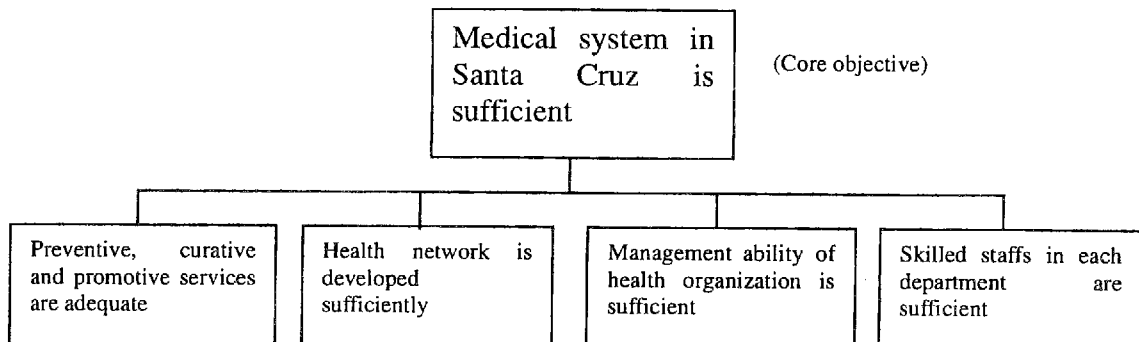 Medical system in
Santa Cruz is
sufficient
(Core objective)
Preventive, curative
and promotive services
are adequate
Health network is
developed
sufficiently
Management ability of
health organization is
sufficient
Skilled staffs in each
department are
sufficient